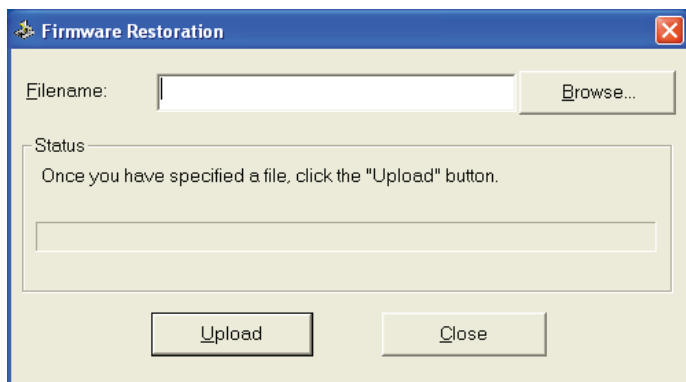 Firmware Restoration
Filename:
Browse...
Status
Once you have specified a file, click the "Upload" button.
Upload
Close